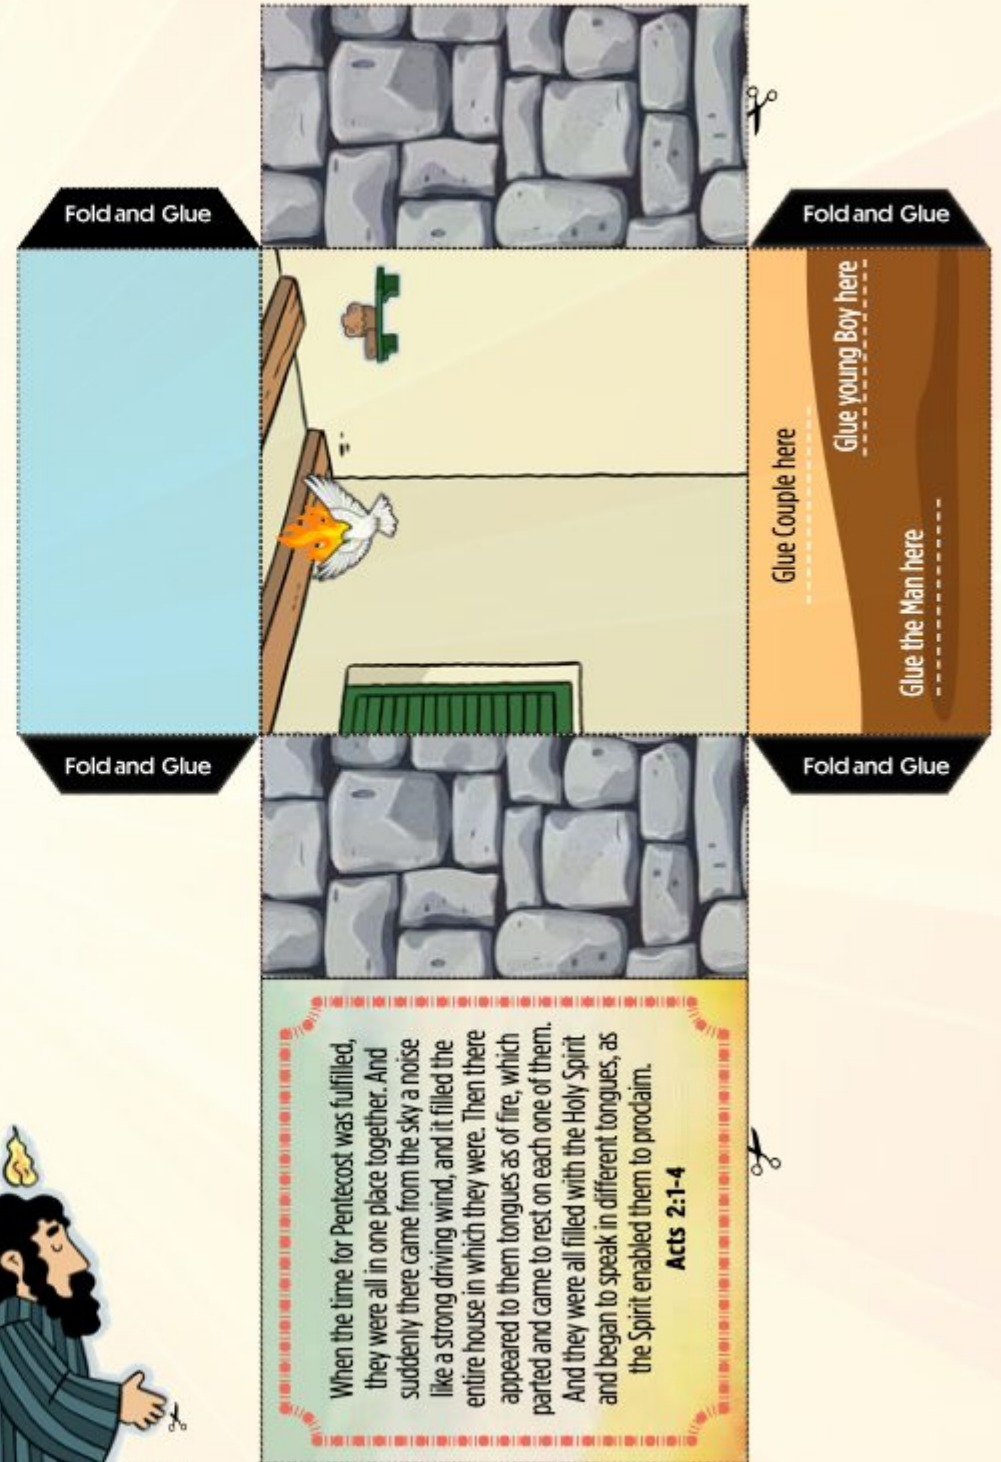 Fold and Glue
Fold and Glue
Glue Couple here
Glue young Boy here
Glue the Man here
Fold and Glue
Fold and Glue
When the time for Pentecost was fulfilled,
they were all in one place together. And
suddenly there came from the sky a noise
like a strong driving wind, and it filled the
entire house in which they were. Then there
appeared to them tongues as of fire, which
parted and came to rest on each one of them.
And they were all filled with the Holy Spirit
and began to speak in different tongues, as
the Spirit enabled them to proclaim.
Acts 2:1-4